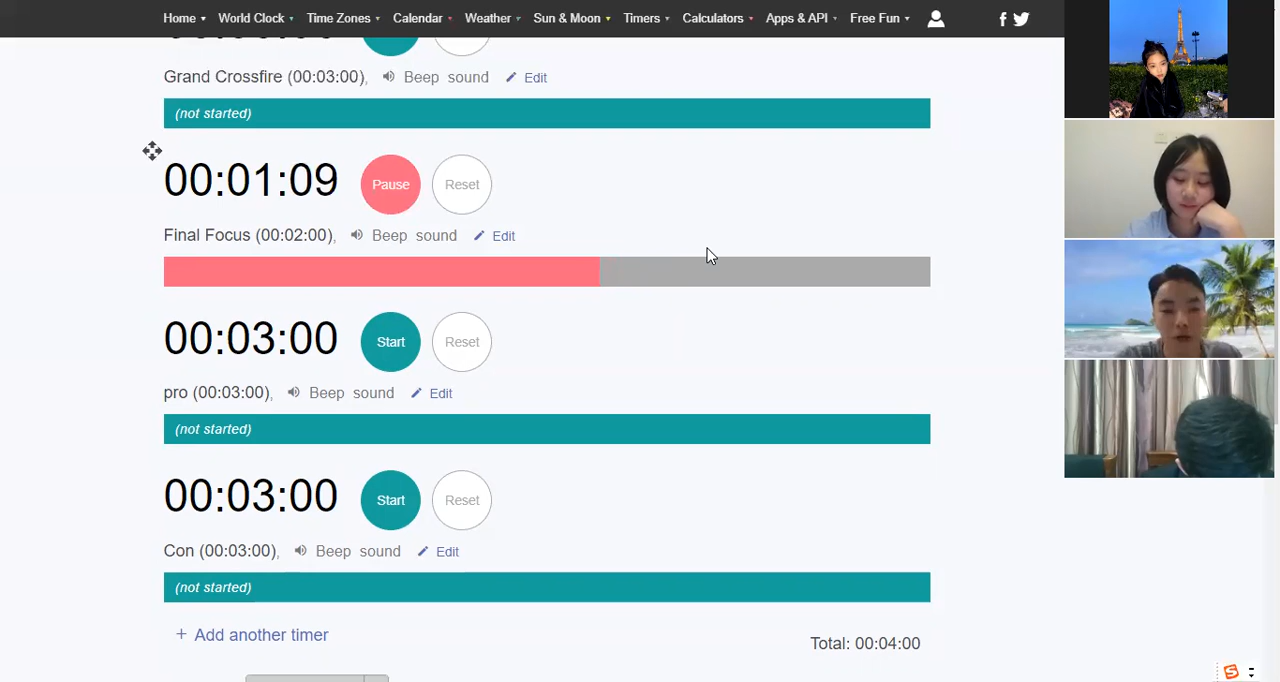 Home World Clock Time Zones Calendar Weather Sun & Moon Timers Calculators Apps & API Free Fun
Grand Crossfire (00:03:00), Beep sound Edit
(not started)
00:01:09 Pause Reset
Final Focus (00:02:00), Beep sound Edit
00:03:00 Start Reset
pro (00:03:00), Beep sound Edit
(not started)
00:03:00 Start Reset
Con (00:03:00), Beep sound Edit
(not started)
+ Add another timer
Total: 00:04:00